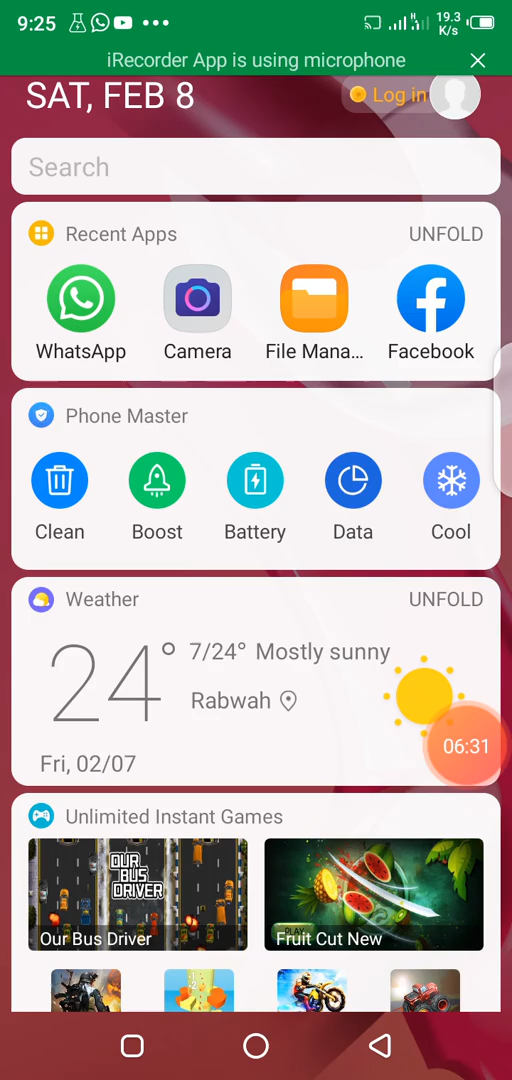 9:25
19.3
K/s
iRecorder App is using microphone
SAT, FEB 8
Log in
Search
Recent Apps
UNFOLD
WhatsApp
Camera
File Mana...
Facebook
Phone Master
Clean
Boost
Battery
Data
Cool
Weather
UNFOLD
24°
7/24° Mostly sunny
Rabwah
06:31
Fri, 02/07
Unlimited Instant Games
OUR
BUS
DRIVER
Our Bus Driver
Fruit Cut New